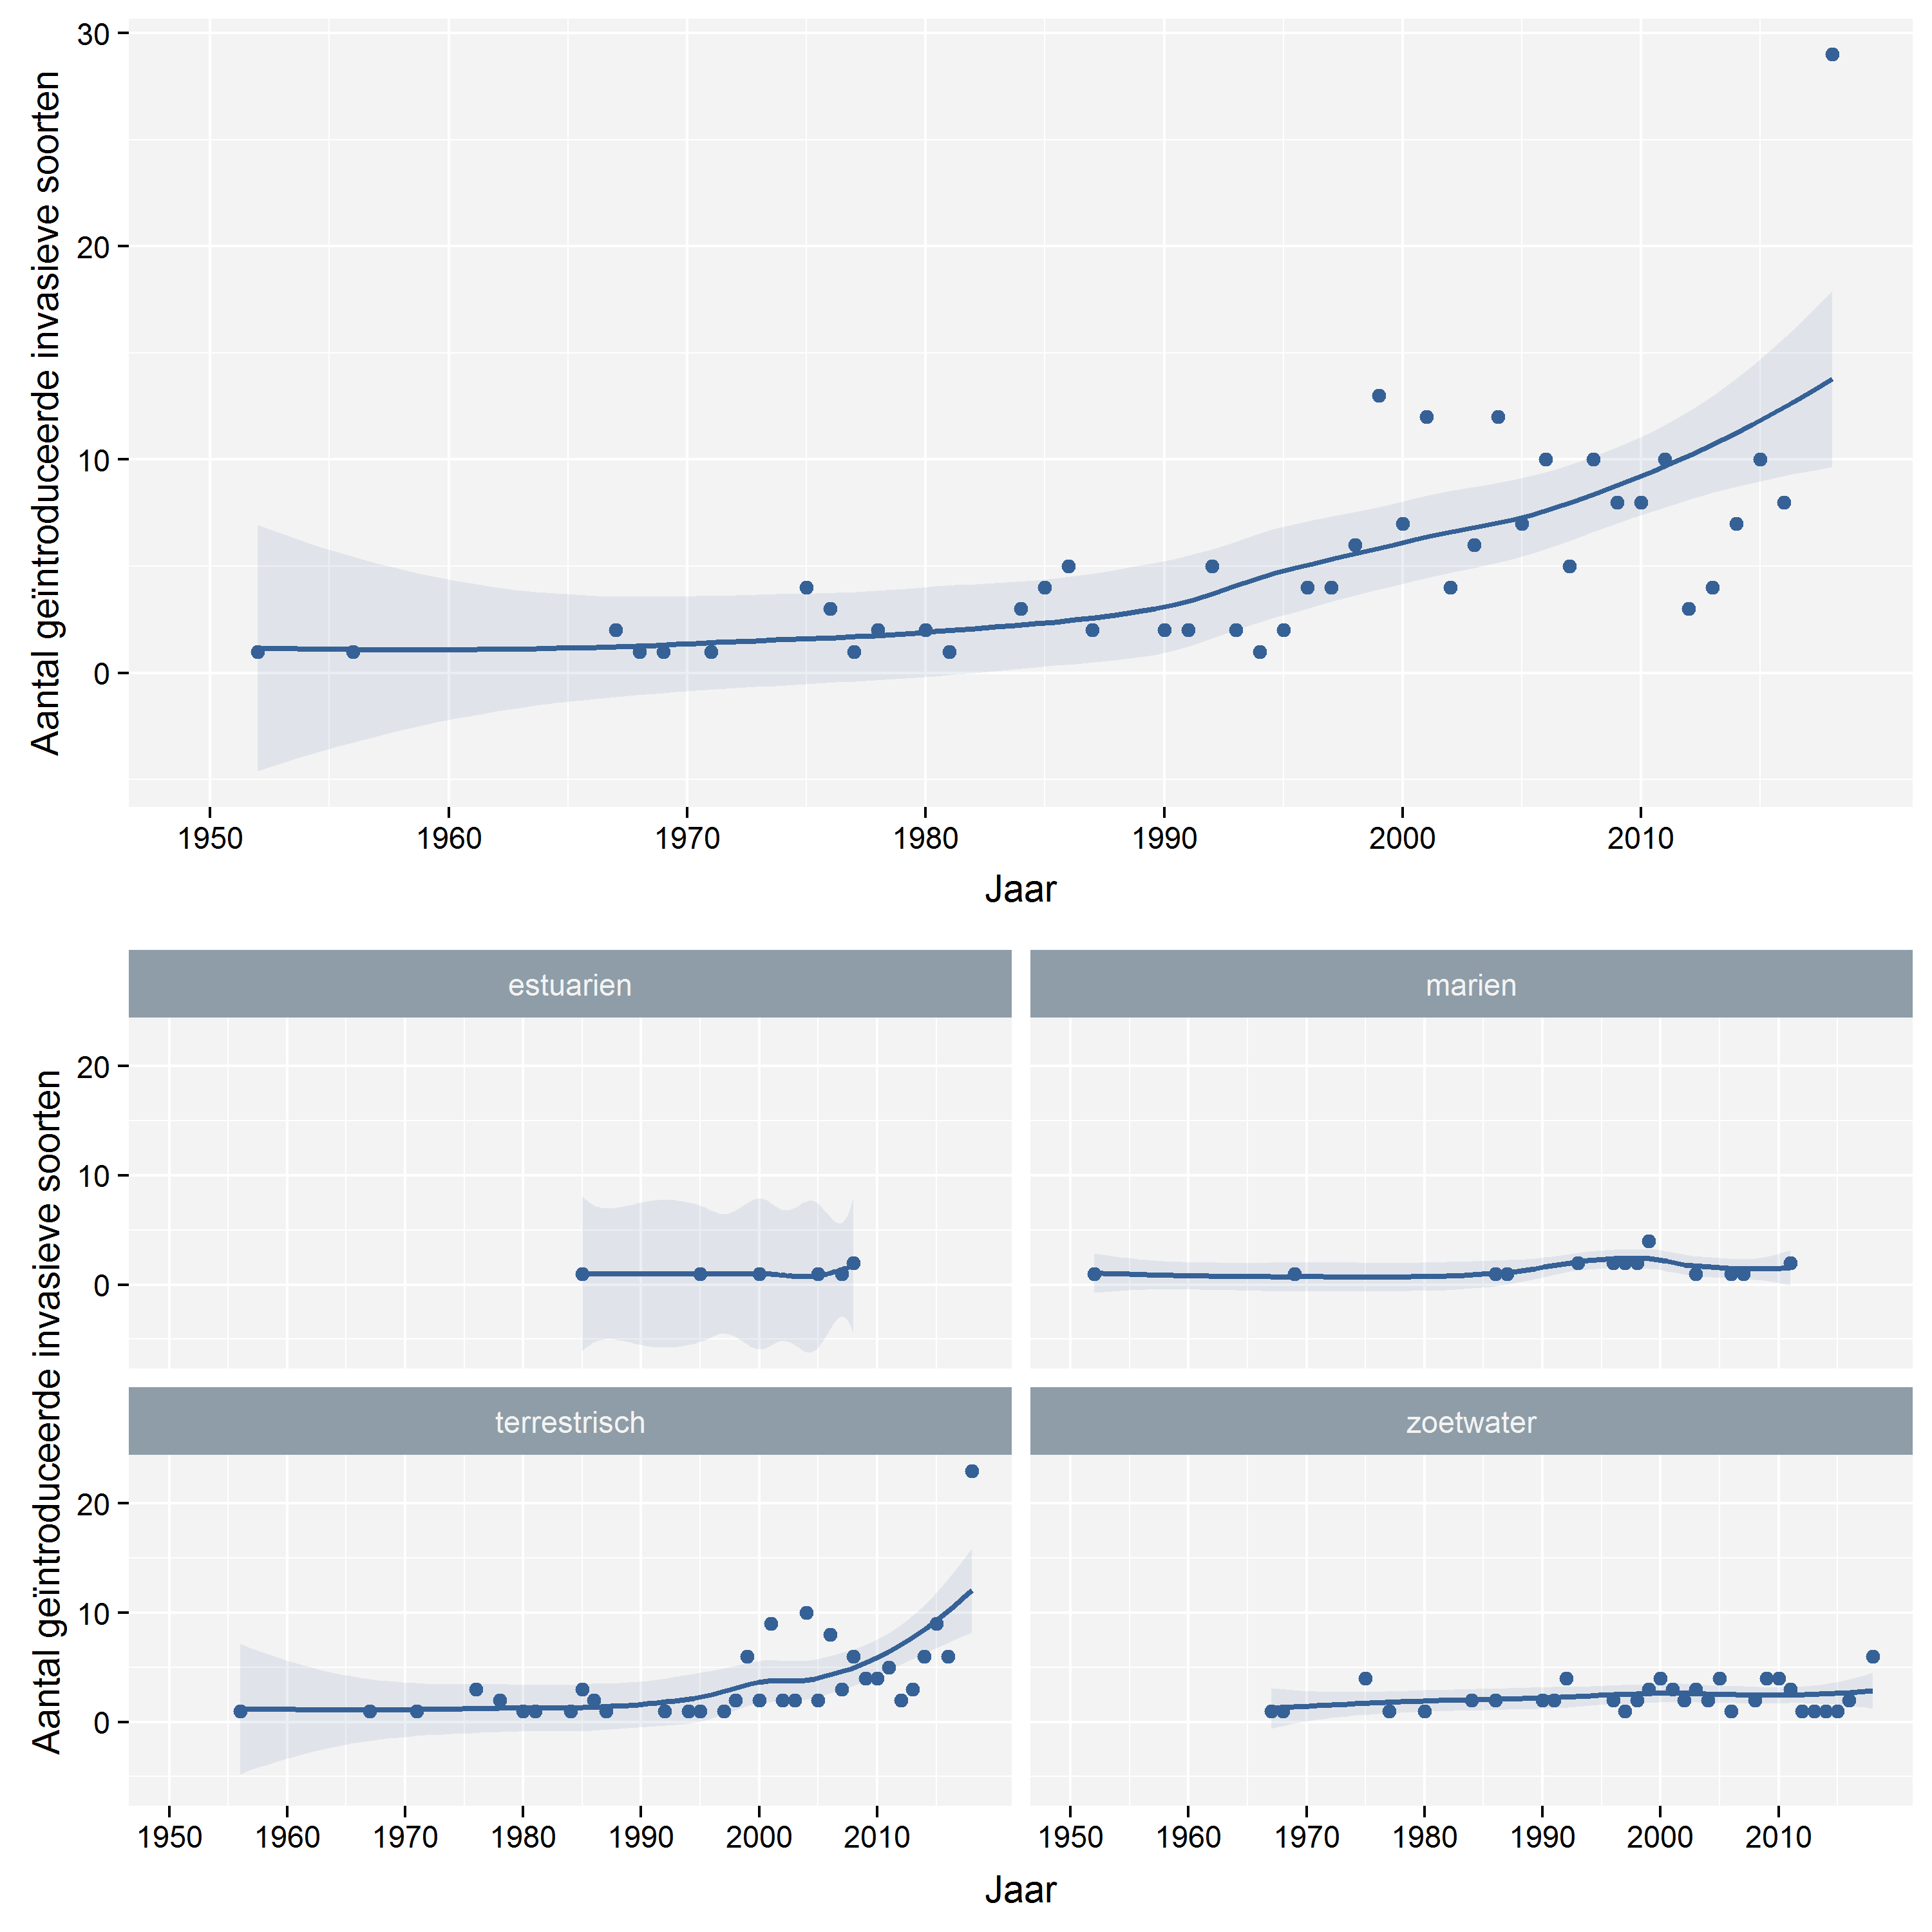 Aantal geïntroduceerde invasieve soorten
30
20
10
0
1950 1960 1970 1980 1990 2000 2010
Jaar
estuarien marien
Aantal geïntroduceerde invasieve soorten
20
10
0
terrestrisch zoetwater
20
10
0
1950 1960 1970 1980 1990 2000 2010 1950 1960 1970 1980 1990 2000 2010
Jaar